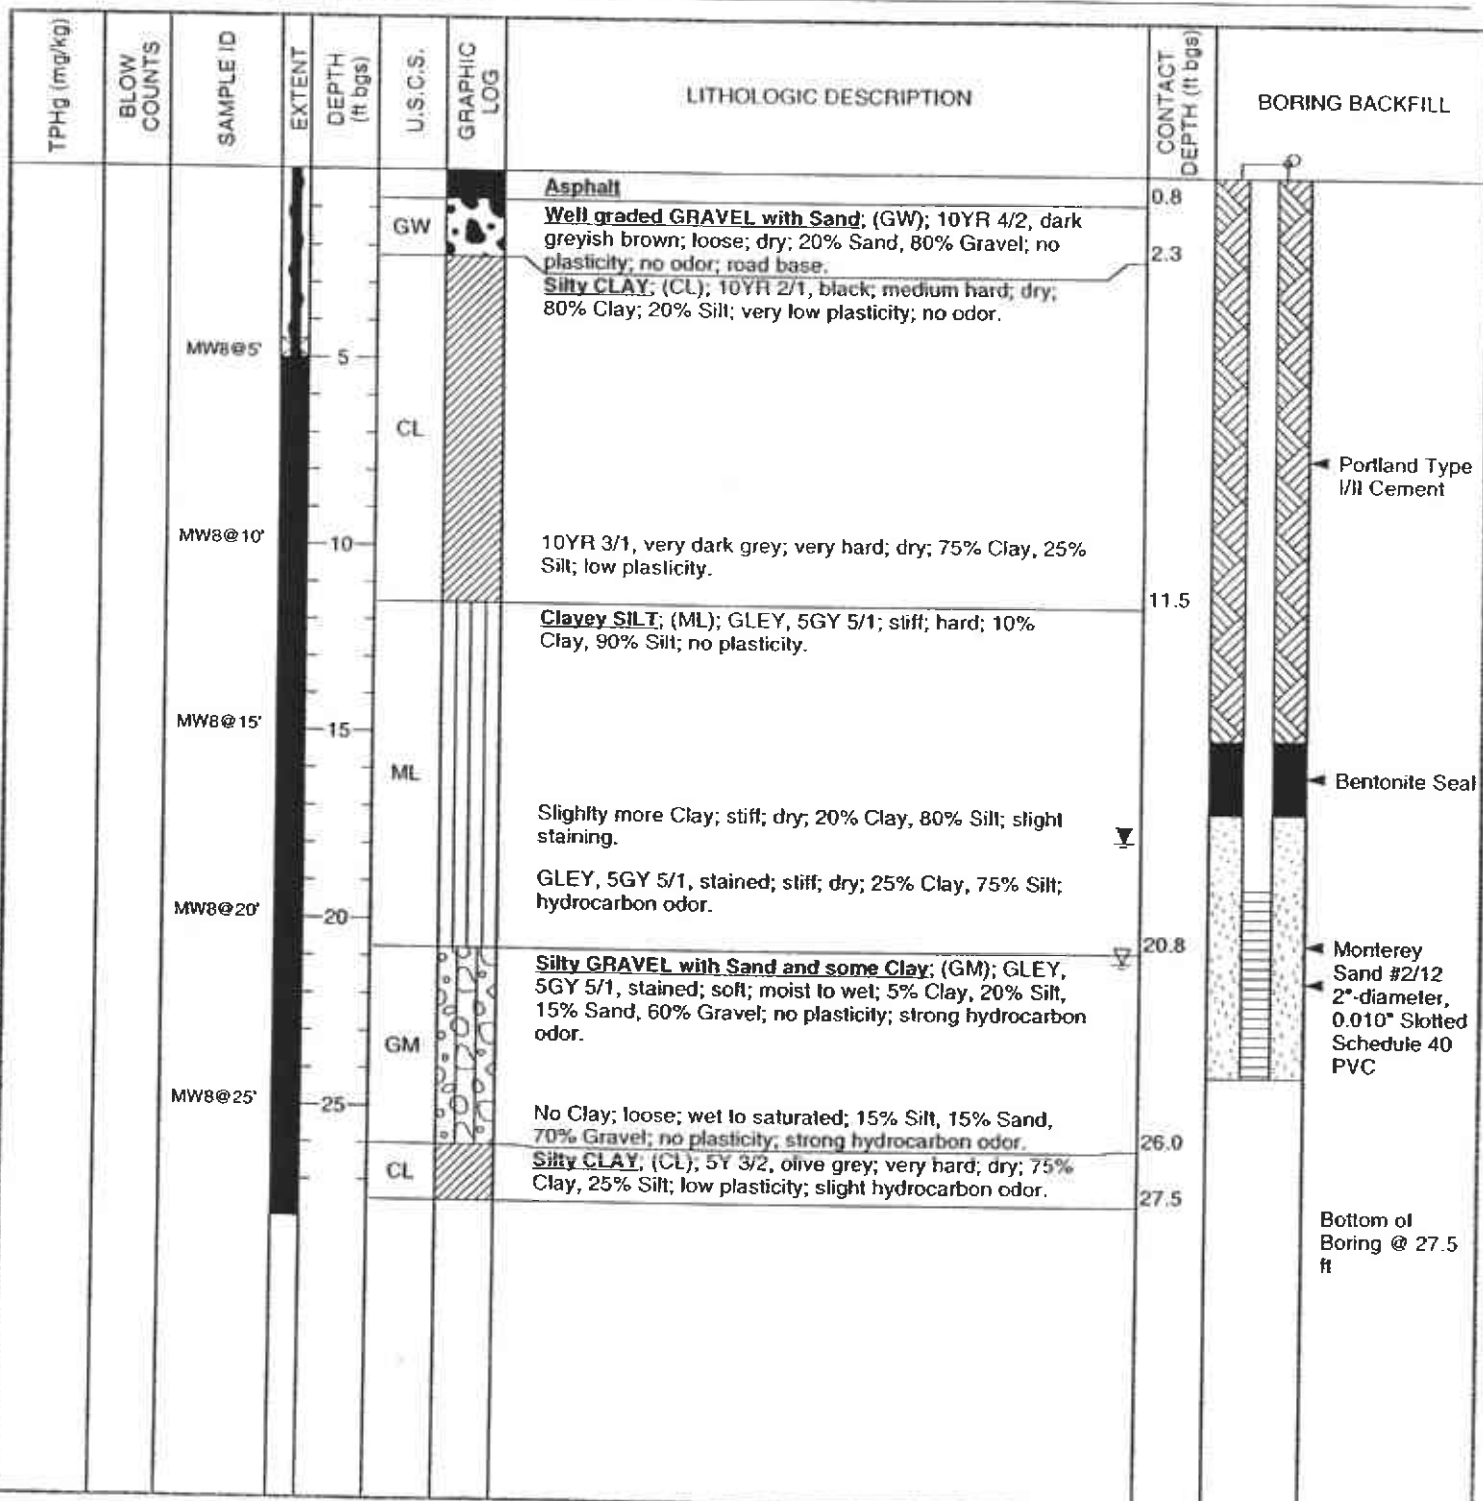 TPHg (mg/kg)
BLOW
COUNTS
SAMPLE ID
EXTENT
DEPTH
(ft bgs)
U.S.C.S.
GRAPHIC
LOG
LITHOLOGIC DESCRIPTION
CONTACT
DEPTH (ft bgs)
BORING BACKFILL
Asphalt
0.8
GW
Well graded GRAVEL with Sand; (GW); 10YR 4/2, dark
greyish brown; loose; dry; 20% Sand, 80% Gravel; no
plasticity; no odor; road base.
2.3
Silty CLAY; (CL); 10YR 2/1, black; medium hard; dry;
80% Clay; 20% Silt; very low plasticity; no odor.
MW8@5'
5
CL
Portland Type
I/II Cement
MW8@10'
10
10YR 3/1, very dark grey; very hard; dry; 75% Clay, 25%
Silt; low plasticity.
11.5
Clayey SILT; (ML); GLEY, 5GY 5/1; stiff; hard; 10%
Clay, 90% Silt; no plasticity.
MW8@15'
15
ML
Bentonite Seal
Slighlty more Clay; stiff; dry; 20% Clay, 80% Silt; slight
staining.
GLEY, 5GY 5/1, stained; stiff; dry; 25% Clay, 75% Silt;
hydrocarbon odor.
MW8@20'
20
20.8
Silty GRAVEL with Sand and some Clay; (GM); GLEY,
5GY 5/1, stained; soft; moist to wet; 5% Clay, 20% Silt,
15% Sand, 60% Gravel; no plasticity; strong hydrocarbon
odor.
GM
Monterey
Sand #2/12
2"-diameter,
0.010" Slotted
Schedule 40
PVC
MW8@25'
25
No Clay; loose; wet to saturated; 15% Silt, 15% Sand,
70% Gravel; no plasticity; strong hydrocarbon odor.
26.0
CL
Silty CLAY; (CL); 5Y 3/2, olive grey; very hard; dry; 75%
Clay, 25% Silt; low plasticity; slight hydrocarbon odor.
27.5
Bottom of
Boring @ 27.5
ft